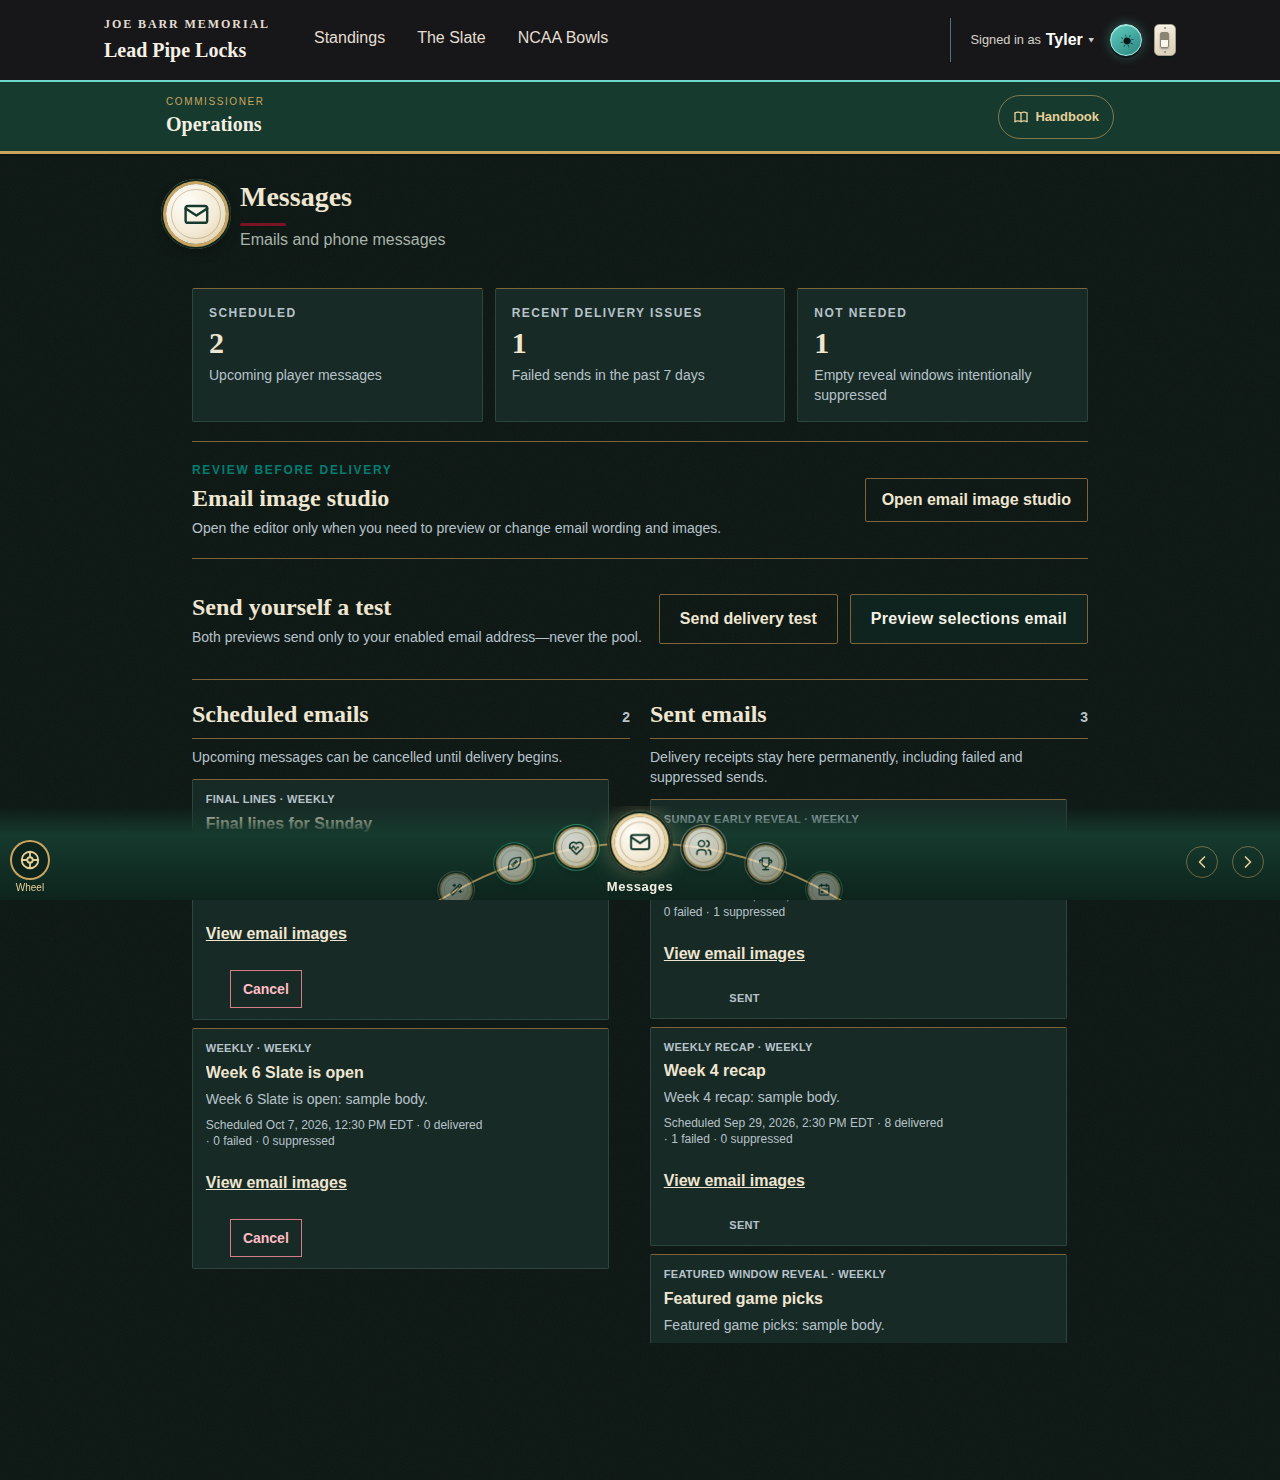 JOE BARR MEMORIAL
Lead Pipe Locks
Standings
The Slate
NCAA Bowls
Signed in as Tyler
COMMISSIONER
Operations
Handbook
Messages
Emails and phone messages
SCHEDULED
2
Upcoming player messages
RECENT DELIVERY ISSUES
1
Failed sends in the past 7 days
NOT NEEDED
1
Empty reveal windows intentionally
suppressed
REVIEW BEFORE DELIVERY
Email image studio
Open the editor only when you need to preview or change email wording and images.
Open email image studio
Send yourself a test
Both previews send only to your enabled email address—never the pool.
Send delivery test
Preview selections email
Scheduled emails
2
Upcoming messages can be cancelled until delivery begins.
FINAL LINES · WEEKLY
Final lines for Sunday
View email images
Cancel
WEEKLY · WEEKLY
Week 6 Slate is open
Week 6 Slate is open: sample body.
Scheduled Oct 7, 2026, 12:30 PM EDT · 0 delivered
· 0 failed · 0 suppressed
View email images
Cancel
Sent emails
3
Delivery receipts stay here permanently, including failed and
suppressed sends.
SUNDAY EARLY REVEAL · WEEKLY
0 failed · 1 suppressed
View email images
SENT
WEEKLY RECAP · WEEKLY
Week 4 recap
Week 4 recap: sample body.
Scheduled Sep 29, 2026, 2:30 PM EDT · 8 delivered
· 1 failed · 0 suppressed
View email images
SENT
FEATURED WINDOW REVEAL · WEEKLY
Featured game picks
Featured game picks: sample body.
Wheel
Messages